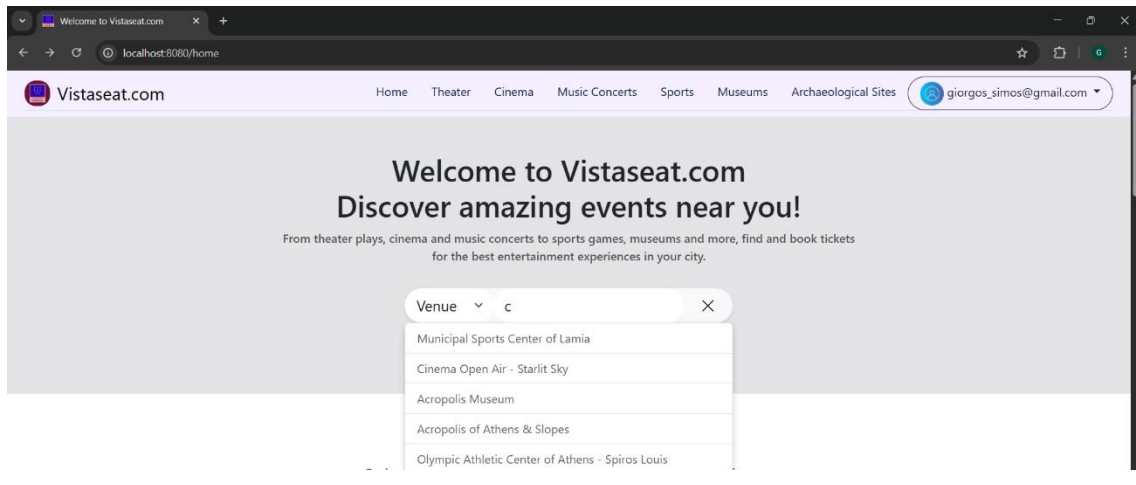 Welcome to Vistaseat.com
localhost:8080/home
G
Vistaseat.com
Home Theater Cinema Music Concerts Sports Museums Archaeological Sites giorgos_simos@gmail.com
Welcome to Vistaseat.com
Discover amazing events near you!
From theater plays, cinema and music concerts to sports games, museums and more, find and book tickets
for the best entertainment experiences in your city.
Venue c
Municipal Sports Center of Lamia
Cinema Open Air - Starlit Sky
Acropolis Museum
Acropolis of Athens & Slopes
Olympic Athletic Center of Athens - Spiros Louis